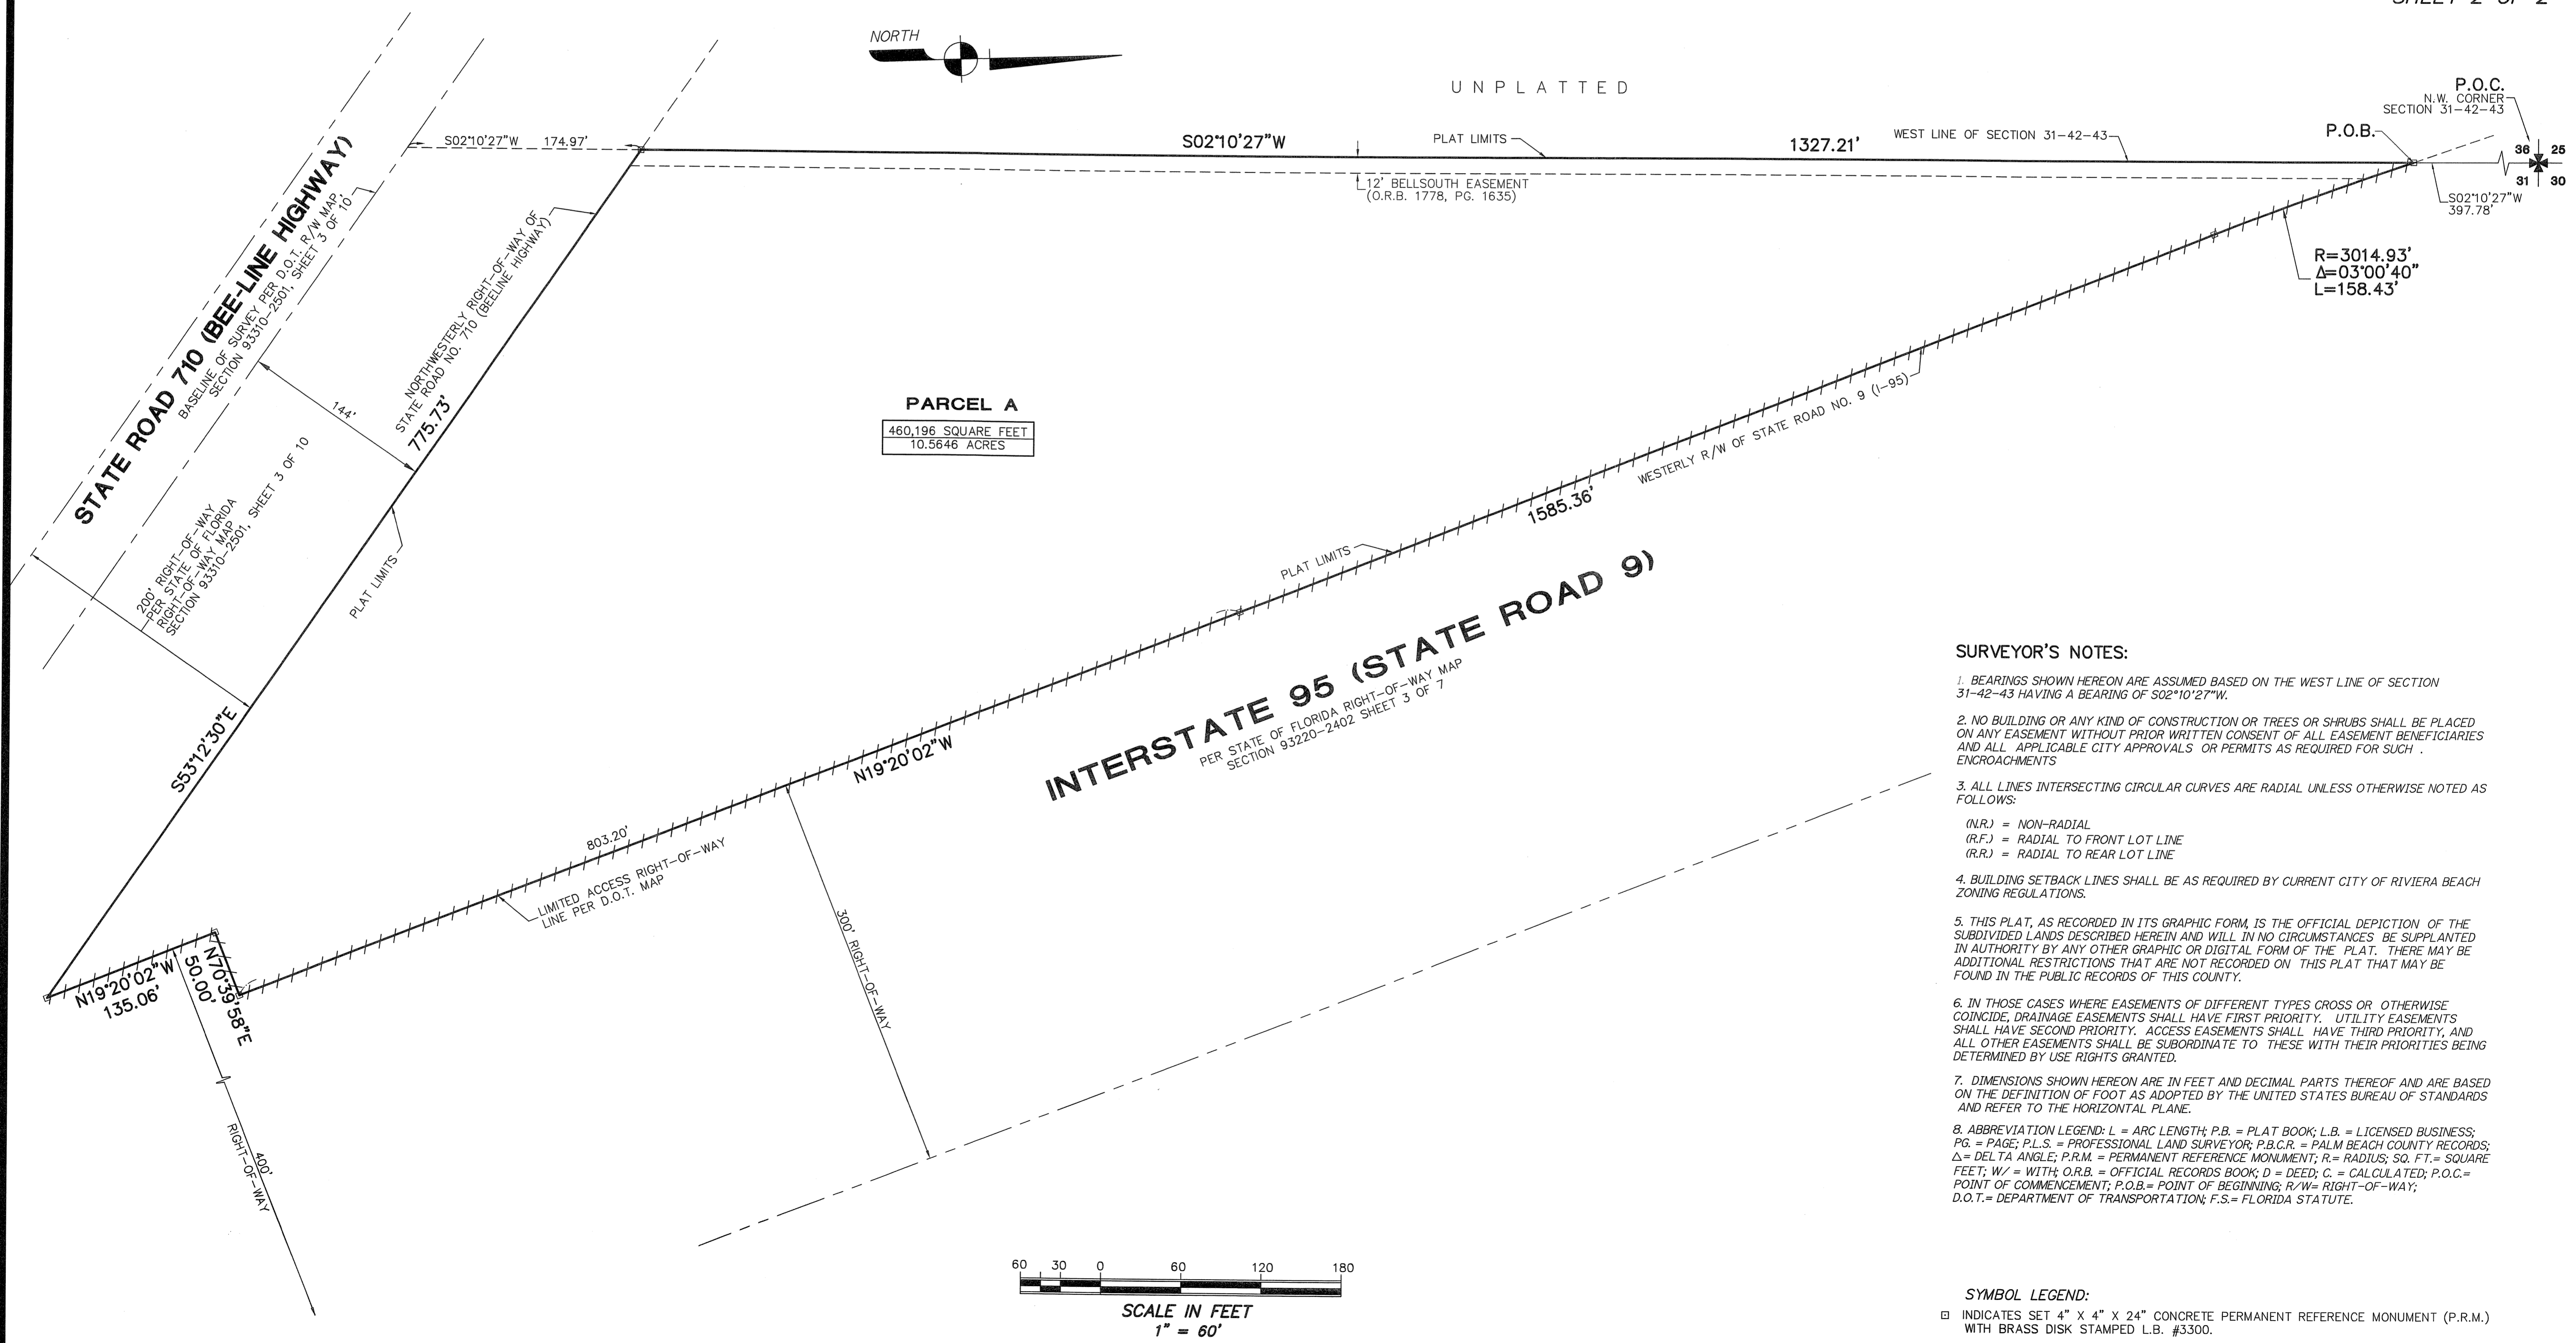 SHEET 2 OF 2
NORTH
UNPLATTED
P.O.C.
N.W. CORNER
SECTION 31-42-43
P.O.B.
36 25
31 30
S02°10'27"W
397.78'
S02°10'27"W 174.97'
S02°10'27"W
PLAT LIMITS
1327.21'
WEST LINE OF SECTION 31-42-43
12' BELLSOUTH EASEMENT
(O.R.B. 1778, PG. 1635)
R=3014.93'
Δ=03°00'40"
L=158.43'
STATE ROAD 710 (BEE-LINE HIGHWAY)
BASELINE OF SURVEY PER D.O.T. R/W MAP,
SECTION 93310-2501, SHEET 3 OF 10
NORTHWESTERLY RIGHT-OF-WAY OF
STATE ROAD NO. 710 (BEELINE HIGHWAY)
144'
775.73'
200' RIGHT-OF-WAY
PER STATE OF FLORIDA
RIGHT-OF-WAY MAP
SECTION 93310-2501, SHEET 3 OF 10
PLAT LIMITS
S53°12'30"E
PARCEL A
460,196 SQUARE FEET
10.5646 ACRES
WESTERLY R/W OF STATE ROAD NO. 9 (I-95)
1585.36'
PLAT LIMITS
INTERSTATE 95 (STATE ROAD 9)
PER STATE OF FLORIDA RIGHT-OF-WAY MAP
SECTION 93220-2402 SHEET 3 OF 7
N19°20'02"W
803.20'
LIMITED ACCESS RIGHT-OF-WAY
LINE PER D.O.T. MAP
300' RIGHT-OF-WAY
N19°20'02"W
135.06'
N70°39'58"E
50.00'
400'
RIGHT-OF-WAY
SURVEYOR'S NOTES:
1. BEARINGS SHOWN HEREON ARE ASSUMED BASED ON THE WEST LINE OF SECTION
31-42-43 HAVING A BEARING OF S02°10'27"W.
2. NO BUILDING OR ANY KIND OF CONSTRUCTION OR TREES OR SHRUBS SHALL BE PLACED
ON ANY EASEMENT WITHOUT PRIOR WRITTEN CONSENT OF ALL EASEMENT BENEFICIARIES
AND ALL APPLICABLE CITY APPROVALS OR PERMITS AS REQUIRED FOR SUCH .
ENCROACHMENTS
3. ALL LINES INTERSECTING CIRCULAR CURVES ARE RADIAL UNLESS OTHERWISE NOTED AS
FOLLOWS:
(N.R.) = NON-RADIAL
(R.F.) = RADIAL TO FRONT LOT LINE
(R.R.) = RADIAL TO REAR LOT LINE
4. BUILDING SETBACK LINES SHALL BE AS REQUIRED BY CURRENT CITY OF RIVIERA BEACH
ZONING REGULATIONS.
5. THIS PLAT, AS RECORDED IN ITS GRAPHIC FORM, IS THE OFFICIAL DEPICTION OF THE
SUBDIVIDED LANDS DESCRIBED HEREIN AND WILL IN NO CIRCUMSTANCES BE SUPPLANTED
IN AUTHORITY BY ANY OTHER GRAPHIC OR DIGITAL FORM OF THE PLAT. THERE MAY BE
ADDITIONAL RESTRICTIONS THAT ARE NOT RECORDED ON THIS PLAT THAT MAY BE
FOUND IN THE PUBLIC RECORDS OF THIS COUNTY.
6. IN THOSE CASES WHERE EASEMENTS OF DIFFERENT TYPES CROSS OR OTHERWISE
COINCIDE, DRAINAGE EASEMENTS SHALL HAVE FIRST PRIORITY. UTILITY EASEMENTS
SHALL HAVE SECOND PRIORITY. ACCESS EASEMENTS SHALL HAVE THIRD PRIORITY, AND
ALL OTHER EASEMENTS SHALL BE SUBORDINATE TO THESE WITH THEIR PRIORITIES BEING
DETERMINED BY USE RIGHTS GRANTED.
7. DIMENSIONS SHOWN HEREON ARE IN FEET AND DECIMAL PARTS THEREOF AND ARE BASED
ON THE DEFINITION OF FOOT AS ADOPTED BY THE UNITED STATES BUREAU OF STANDARDS
AND REFER TO THE HORIZONTAL PLANE.
8. ABBREVIATION LEGEND: L = ARC LENGTH; P.B. = PLAT BOOK; L.B. = LICENSED BUSINESS;
PG. = PAGE; P.L.S. = PROFESSIONAL LAND SURVEYOR; P.B.C.R. = PALM BEACH COUNTY RECORDS;
Δ= DELTA ANGLE; P.R.M. = PERMANENT REFERENCE MONUMENT; R.= RADIUS; SQ. FT.= SQUARE
FEET; W/ = WITH; O.R.B. = OFFICIAL RECORDS BOOK; D = DEED; C. = CALCULATED; P.O.C.=
POINT OF COMMENCEMENT; P.O.B.= POINT OF BEGINNING; R/W= RIGHT-OF-WAY;
D.O.T.= DEPARTMENT OF TRANSPORTATION; F.S.= FLORIDA STATUTE.
60 30 0 60 120 180
SCALE IN FEET
1" = 60'
SYMBOL LEGEND:
INDICATES SET 4" X 4" X 24" CONCRETE PERMANENT REFERENCE MONUMENT (P.R.M.)
WITH BRASS DISK STAMPED L.B. #3300.